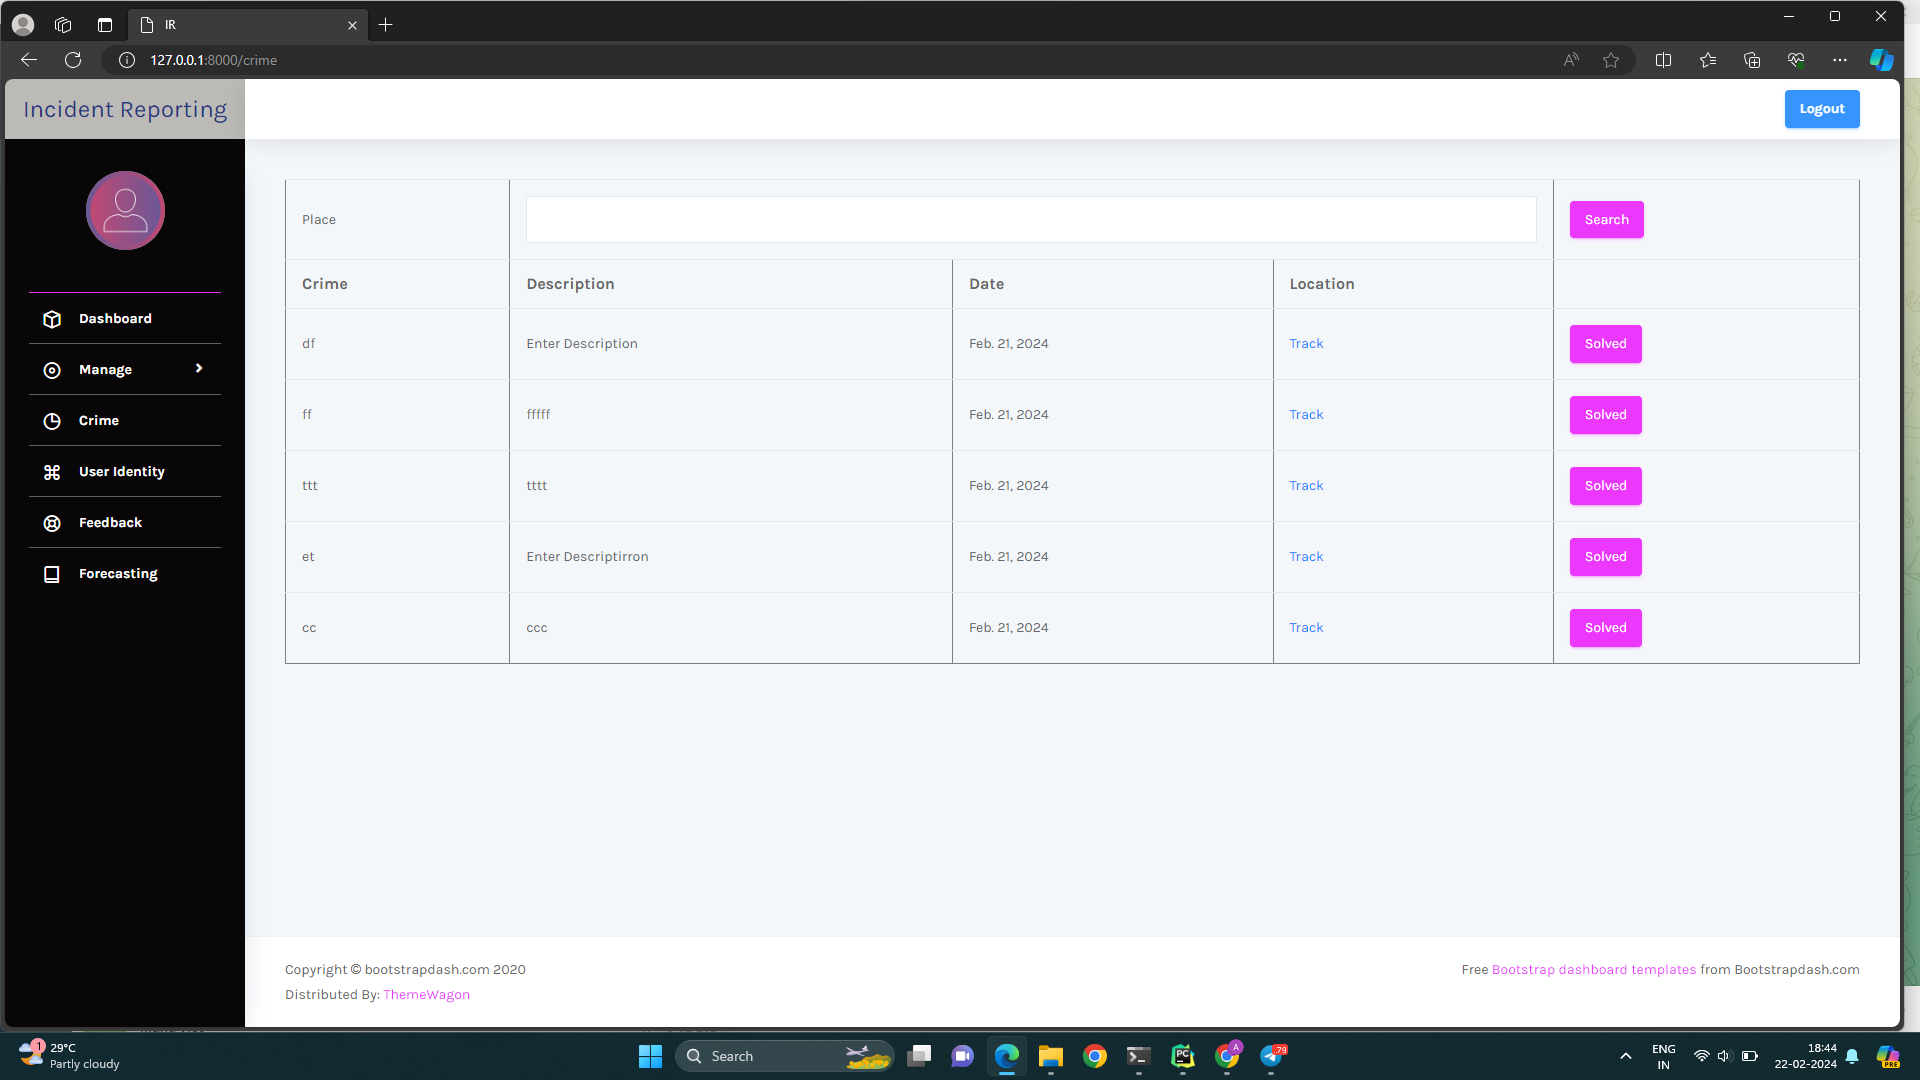 IR
127.0.0.1:8000/crime
Incident Reporting
Logout
Dashboard
Manage
Crime
User Identity
Feedback
Forecasting
Place
Search
Crime Description Date Location
df Enter Description Feb. 21, 2024 Track Solved
ff fffff Feb. 21, 2024 Track Solved
ttt tttt Feb. 21, 2024 Track Solved
et Enter Descriptirron Feb. 21, 2024 Track Solved
cc ccc Feb. 21, 2024 Track Solved
Copyright © bootstrapdash.com 2020
Distributed By: ThemeWagon
Free Bootstrap dashboard templates from Bootstrapdash.com
1
29°C
Partly cloudy
Search
PC
A
79
ENG
IN
18:44
22-02-2024
PRE